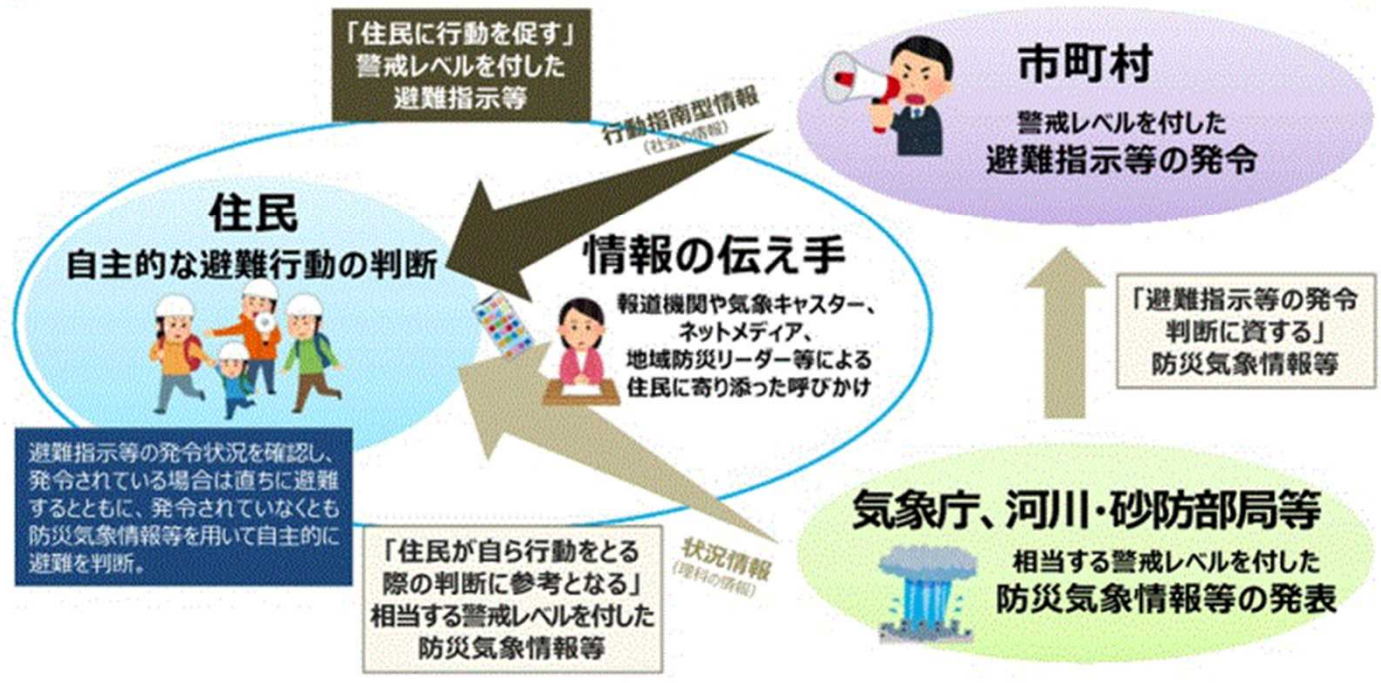 「住民に行動を促す」
警戒レベルを付した
避難指示等
行動指南型情報
(社会の情報)
市町村
警戒レベルを付した
避難指示等の発令
住民
自主的な避難行動の判断
情報の伝え手
報道機関や気象キャスター、
ネットメディア、
地域防災リーダー等による
住民に寄り添った呼びかけ
「避難指示等の発令
判断に資する」
防災気象情報等
避難指示等の発令状況を確認し、
発令されている場合は直ちに避難
するとともに、発令されていなくとも
防災気象情報等を用いて自主的に
避難を判断。
「住民が自ら行動をとる
際の判断に参考となる」
相当する警戒レベルを付した
防災気象情報等
状況情報
(理科の情報)
気象庁、河川・砂防部局等
相当する警戒レベルを付した
防災気象情報等の発表